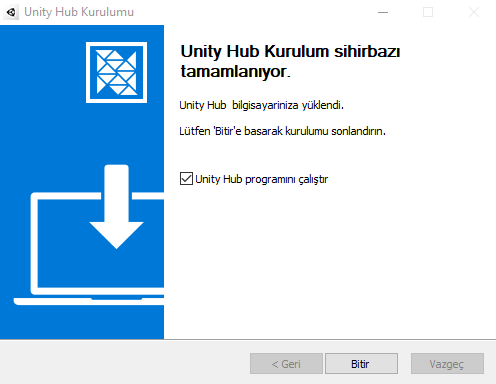 Unity Hub Kurulumu
Unity Hub Kurulum sihirbazı
tamamlanıyor.
Unity Hub bilgisayariniza yüklendi.
Lütfen 'Bitir'e basarak kurulumu sonlandırın.
Unity Hub programını çalıştır
< Geri
Bitir
Vazgeç